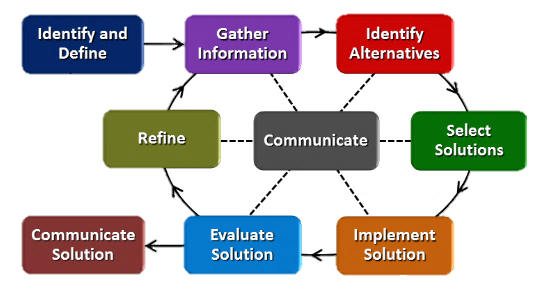 Identify and
Define
Gather
Information
Identify
Alternatives
Refine
Communicate
Select
Solutions
Communicate
Solution
Evaluate
Solution
Implement
Solution